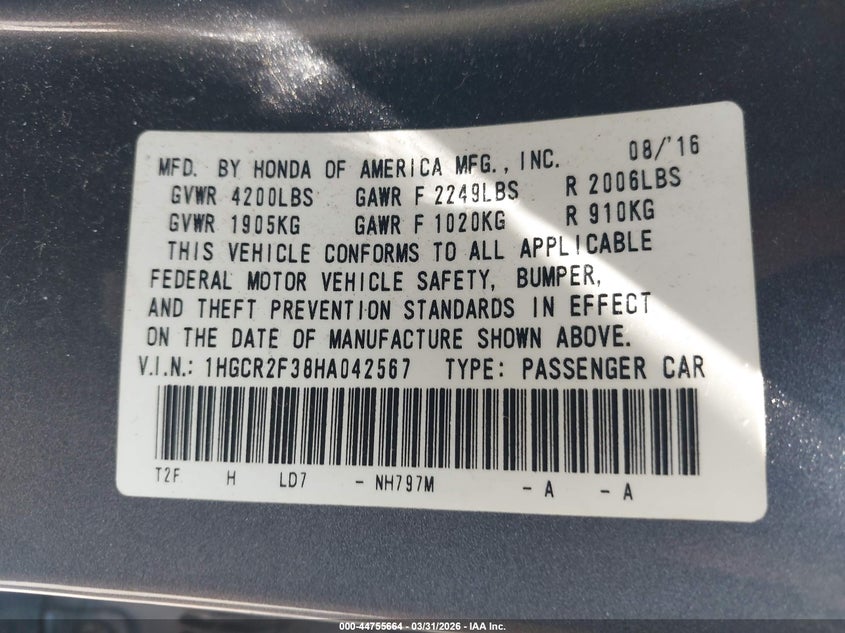 MFD. BY HONDA OF AMERICA MFG., INC. 08/'16
GVWR 4200LBS GAWR F 2249LBS R 2006LBS
GVWR 1905KG GAWR F 1020KG R 910KG
THIS VEHICLE CONFORMS TO ALL APPLICABLE
FEDERAL MOTOR VEHICLE SAFETY, BUMPER,
AND THEFT PREVENTION STANDARDS IN EFFECT
ON THE DATE OF MANUFACTURE SHOWN ABOVE.
V.I.N.: 1HGCR2F38HA042567 TYPE: PASSENGER CAR
T2F H LD7 - NH797M - A - A
000-44755664 - 03/31/2026 - IAA Inc.